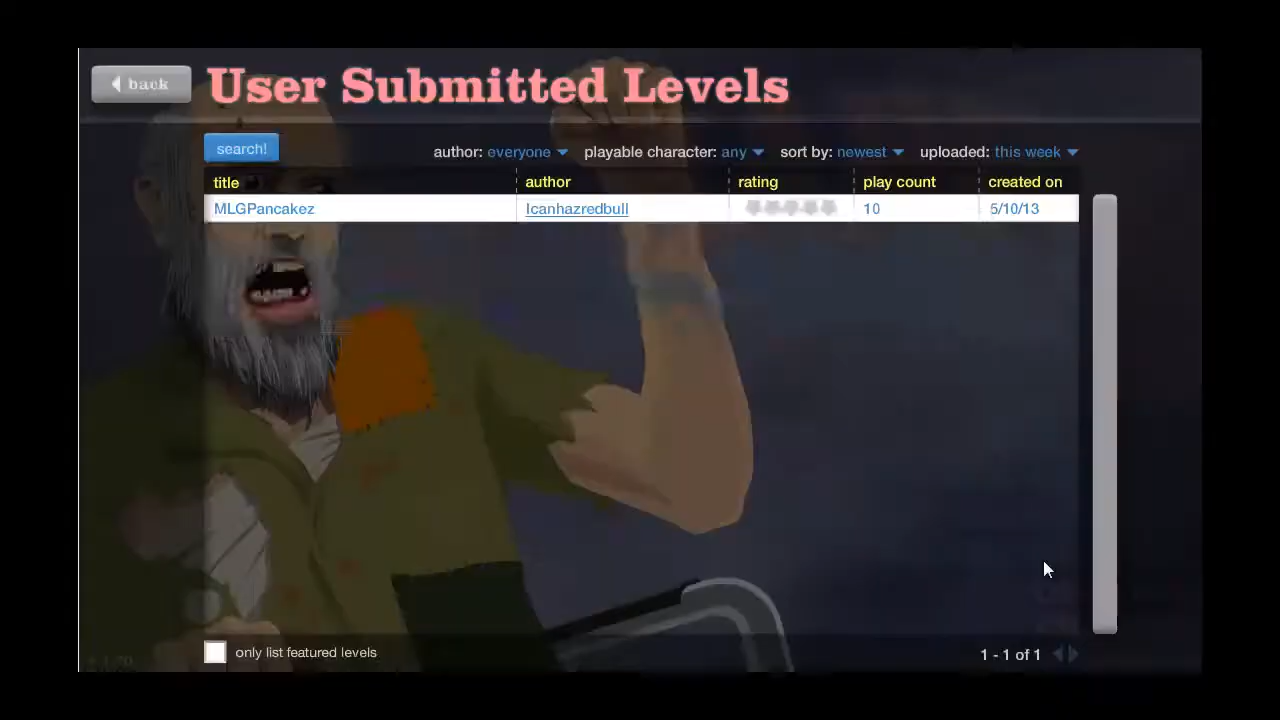 back
User Submitted Levels
search!
author: everyone playable character: any sort by: newest uploaded: this week
title author rating play count created on
MLGPancakez Icanhazredbull 10 6/10/13
only list featured levels
1 - 1 of 1